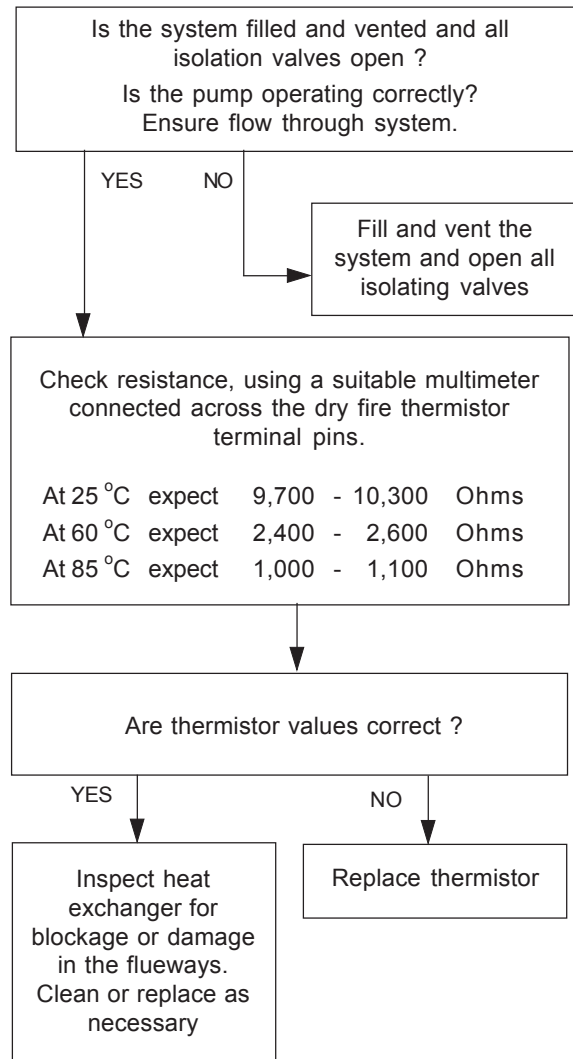 Is the system filled and vented and all
isolation valves open ?
Is the pump operating correctly?
Ensure flow through system.
YES
NO
Fill and vent the
system and open all
isolating valves
Check resistance, using a suitable multimeter
connected across the dry fire thermistor
terminal pins.
At 25 °C expect 9,700 - 10,300 Ohms
At 60 °C expect 2,400 - 2,600 Ohms
At 85 °C expect 1,000 - 1,100 Ohms
Are thermistor values correct ?
YES
NO
Inspect heat
exchanger for
blockage or damage
in the flueways.
Clean or replace as
necessary
Replace thermistor